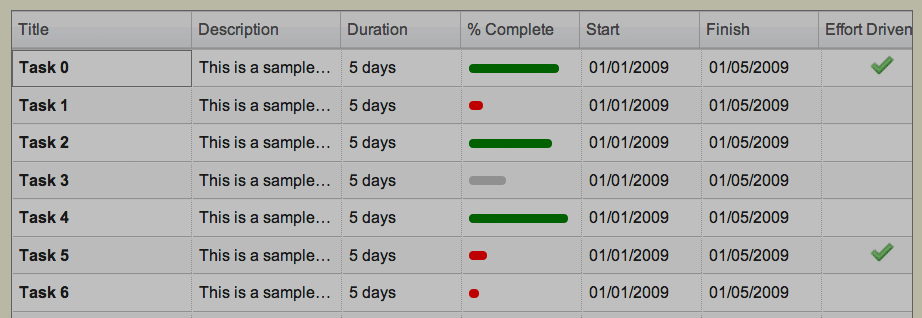 Title Description Duration % Complete Start Finish Effort Driven
Task 0 This is a sample... 5 days 01/01/2009 01/05/2009
Task 1 This is a sample... 5 days 01/01/2009 01/05/2009
Task 2 This is a sample... 5 days 01/01/2009 01/05/2009
Task 3 This is a sample... 5 days 01/01/2009 01/05/2009
Task 4 This is a sample... 5 days 01/01/2009 01/05/2009
Task 5 This is a sample... 5 days 01/01/2009 01/05/2009
Task 6 This is a sample... 5 days 01/01/2009 01/05/2009